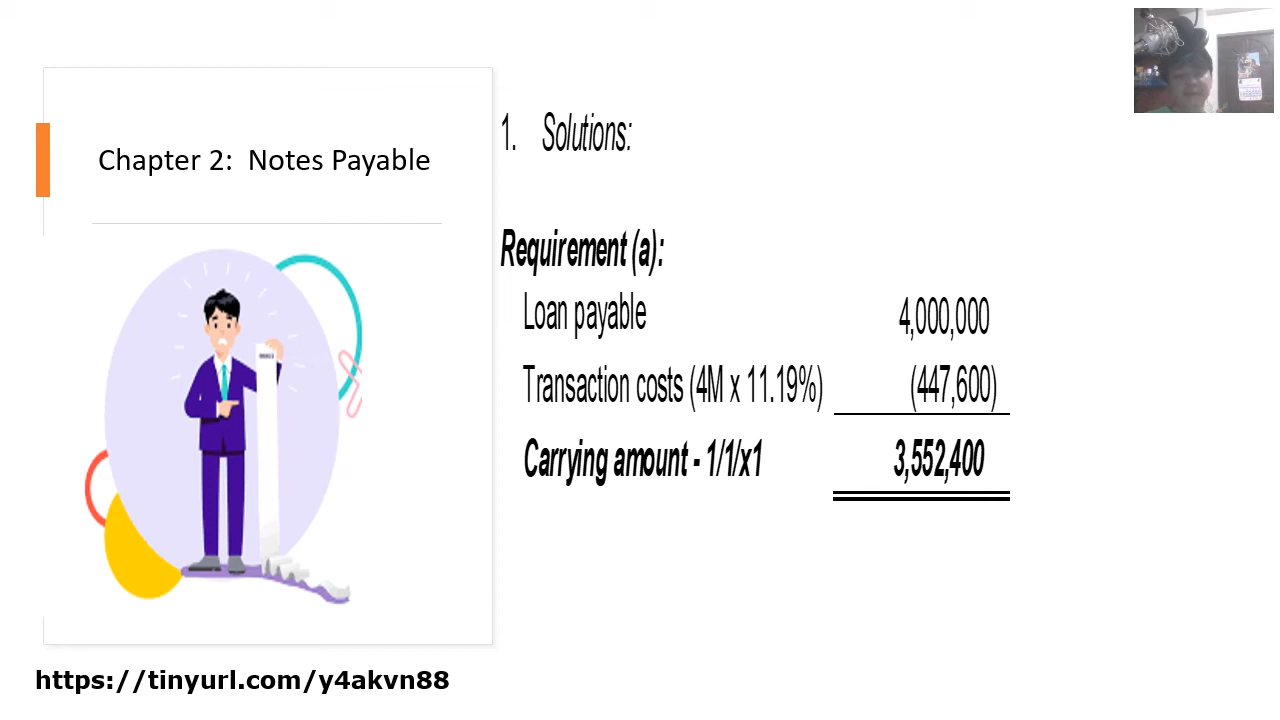 Chapter 2: Notes Payable
1. Solutions:
Requirement (a):
Loan payable 4,000,000
Transaction costs (4M x 11.19%) (447,600)
Carrying amount - 1/1/x1 3,552,400
https://tinyurl.com/y4akvn88